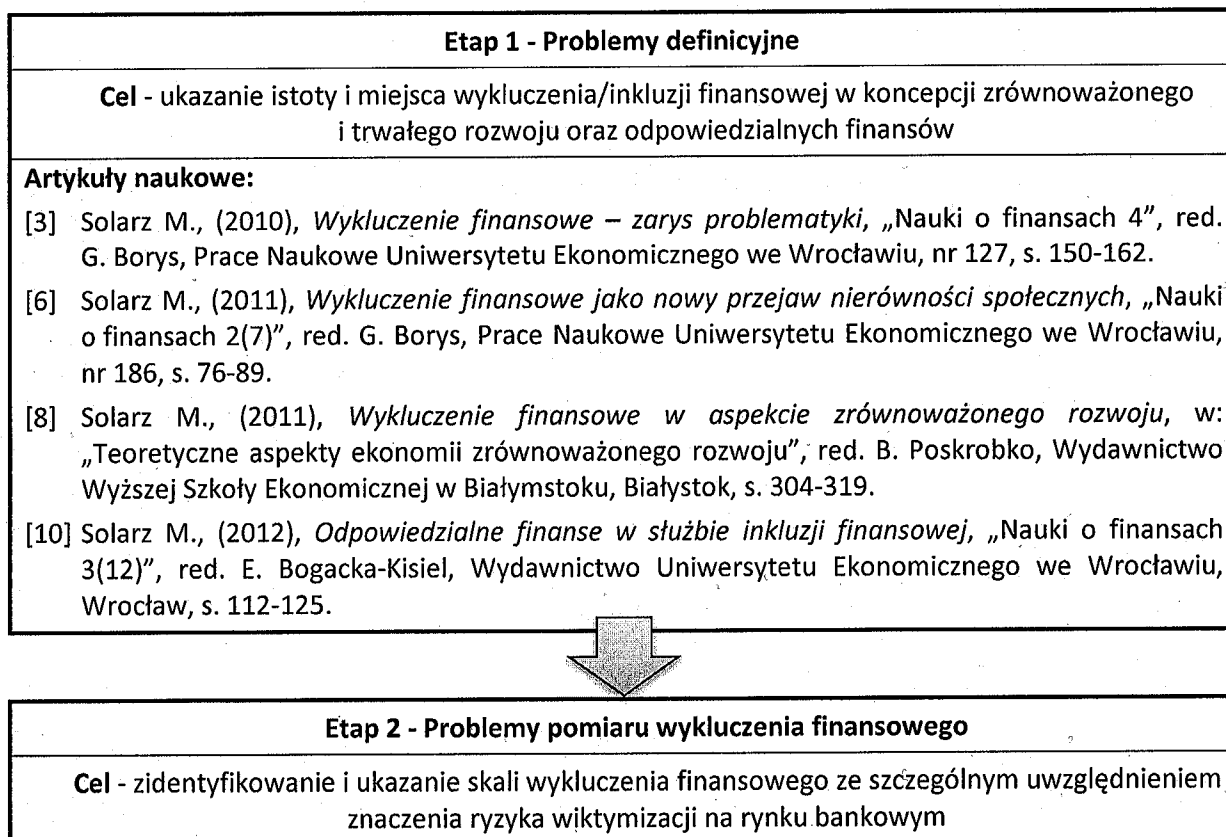 Etap 1 - Problemy definicyjne
Cel - ukazanie istoty i miejsca wykluczenia/inkluzji finansowej w koncepcji zrównoważonego
i trwałego rozwoju oraz odpowiedzialnych finansów
Artykuły naukowe:
[3] Solarz M., (2010), Wykluczenie finansowe – zarys problematyki, „Nauki o finansach 4”, red.
G. Borys, Prace Naukowe Uniwersytetu Ekonomicznego we Wrocławiu, nr 127, s. 150-162.
[6] Solarz M., (2011), Wykluczenie finansowe jako nowy przejaw nierówności społecznych, „Nauki
o finansach 2(7)”, red. G. Borys, Prace Naukowe Uniwersytetu Ekonomicznego we Wrocławiu,
nr 186, s. 76-89.
[8] Solarz M., (2011), Wykluczenie finansowe w aspekcie zrównoważonego rozwoju, w:
„Teoretyczne aspekty ekonomii zrównoważonego rozwoju”, red. B. Poskrobko, Wydawnictwo
Wyższej Szkoły Ekonomicznej w Białymstoku, Białystok, s. 304-319.
[10] Solarz M., (2012), Odpowiedzialne finanse w służbie inkluzji finansowej, „Nauki o finansach
3(12)”, red. E. Bogacka-Kisiel, Wydawnictwo Uniwersytetu Ekonomicznego we Wrocławiu,
Wrocław, s. 112-125.
Etap 2 - Problemy pomiaru wykluczenia finansowego
Cel - zidentyfikowanie i ukazanie skali wykluczenia finansowego ze szczególnym uwzględnieniem
znaczenia ryzyka wiktymizacji na rynku bankowym